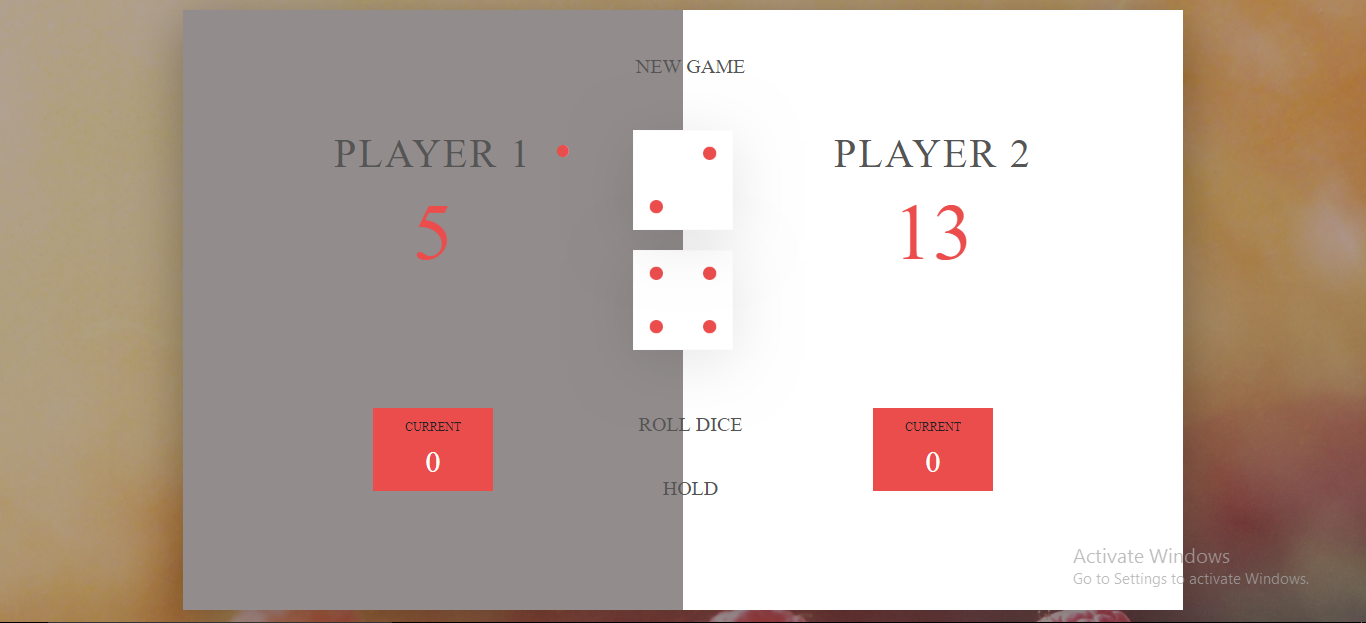 NEW GAME
PLAYER 1
5
PLAYER 2
13
CURRENT
0
ROLL DICE
HOLD
CURRENT
0
Activate Windows
Go to Settings to activate Windows.